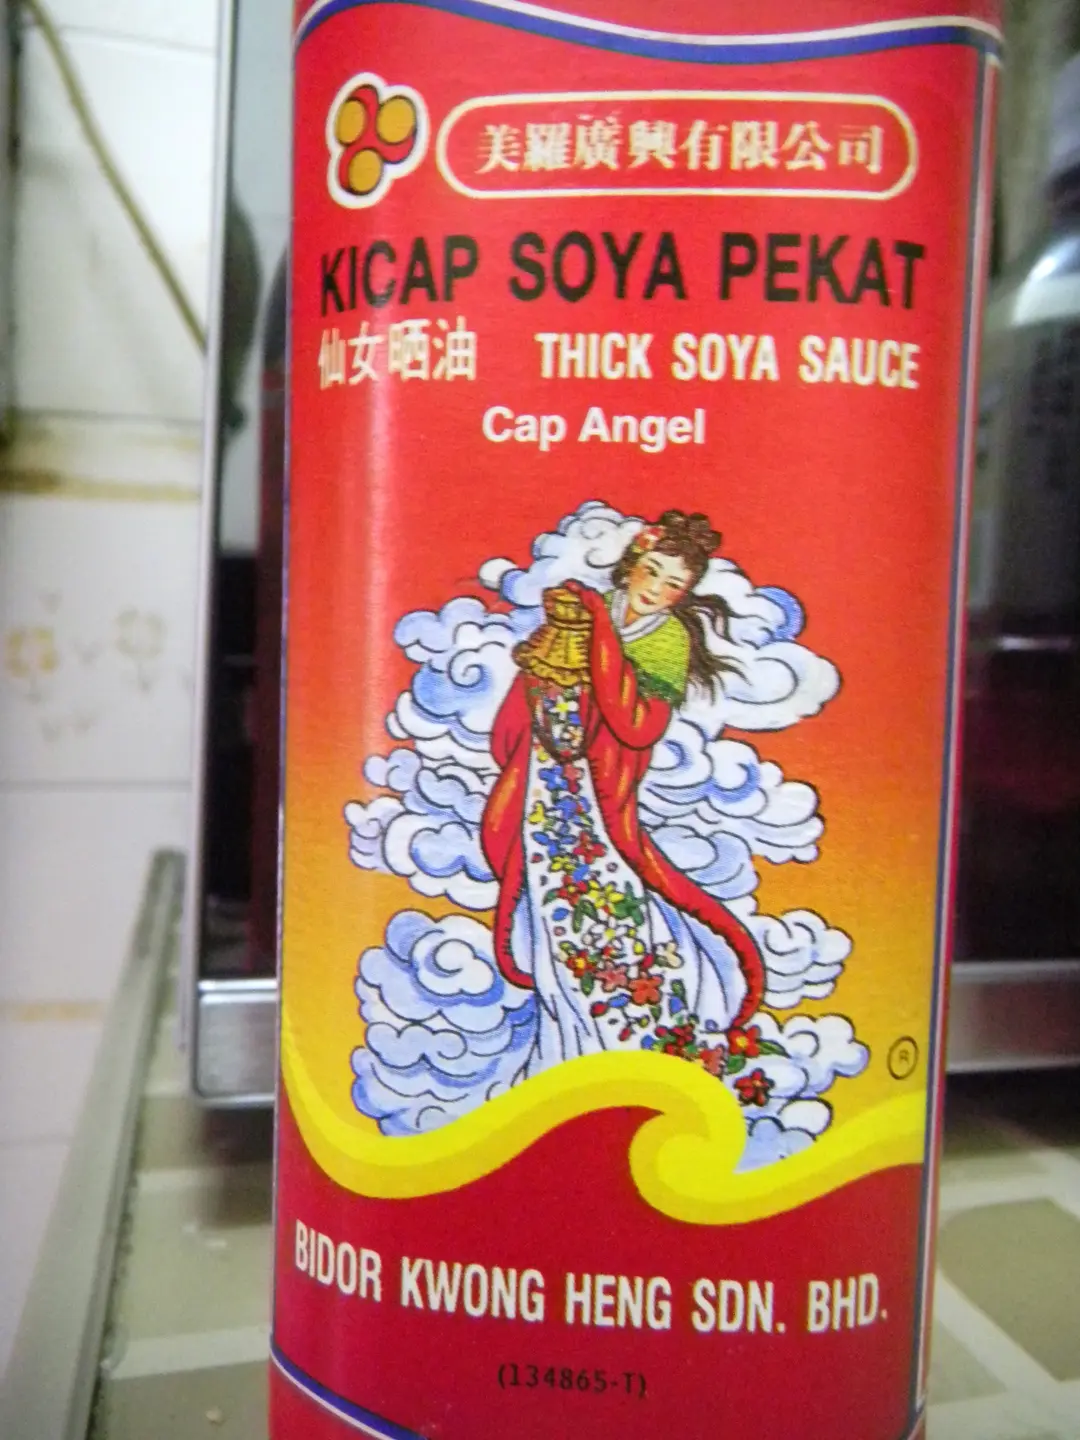 美羅廣興有限公司
KICAP SOYA PEKAT
仙女晒油 THICK SOYA SAUCE
Cap Angel
®
BIDOR KWONG HENG SDN. BHD.
(134865-T)